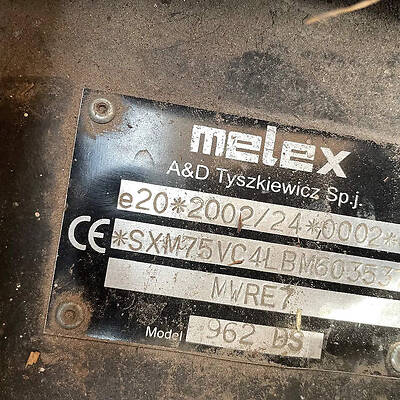 melex
A&D Tyszkiewicz Sp.j.
e20*2002/24*0002*
CE *SXM75VC4LBM60353
MWRE7
Model 962 DS